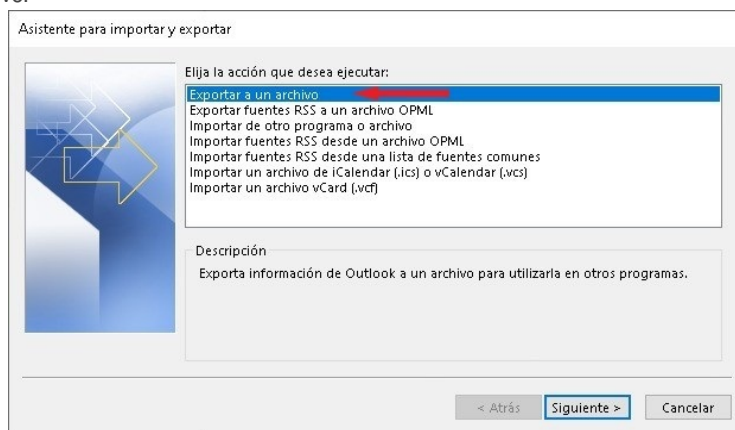 Asistente para importar y exportar
Elija la acción que desea ejecutar:
Exportar a un archivo
Exportar fuentes RSS a un archivo OPML
Importar de otro programa o archivo
Importar fuentes RSS desde un archivo OPML
Importar fuentes RSS desde una lista de fuentes comunes
Importar un archivo de iCalendar (.ics) o vCalendar (.vcs)
Importar un archivo vCard (.vcf)
Descripción
Exporta información de Outlook a un archivo para utilizarla en otros programas.
< Atrás Siguiente > Cancelar